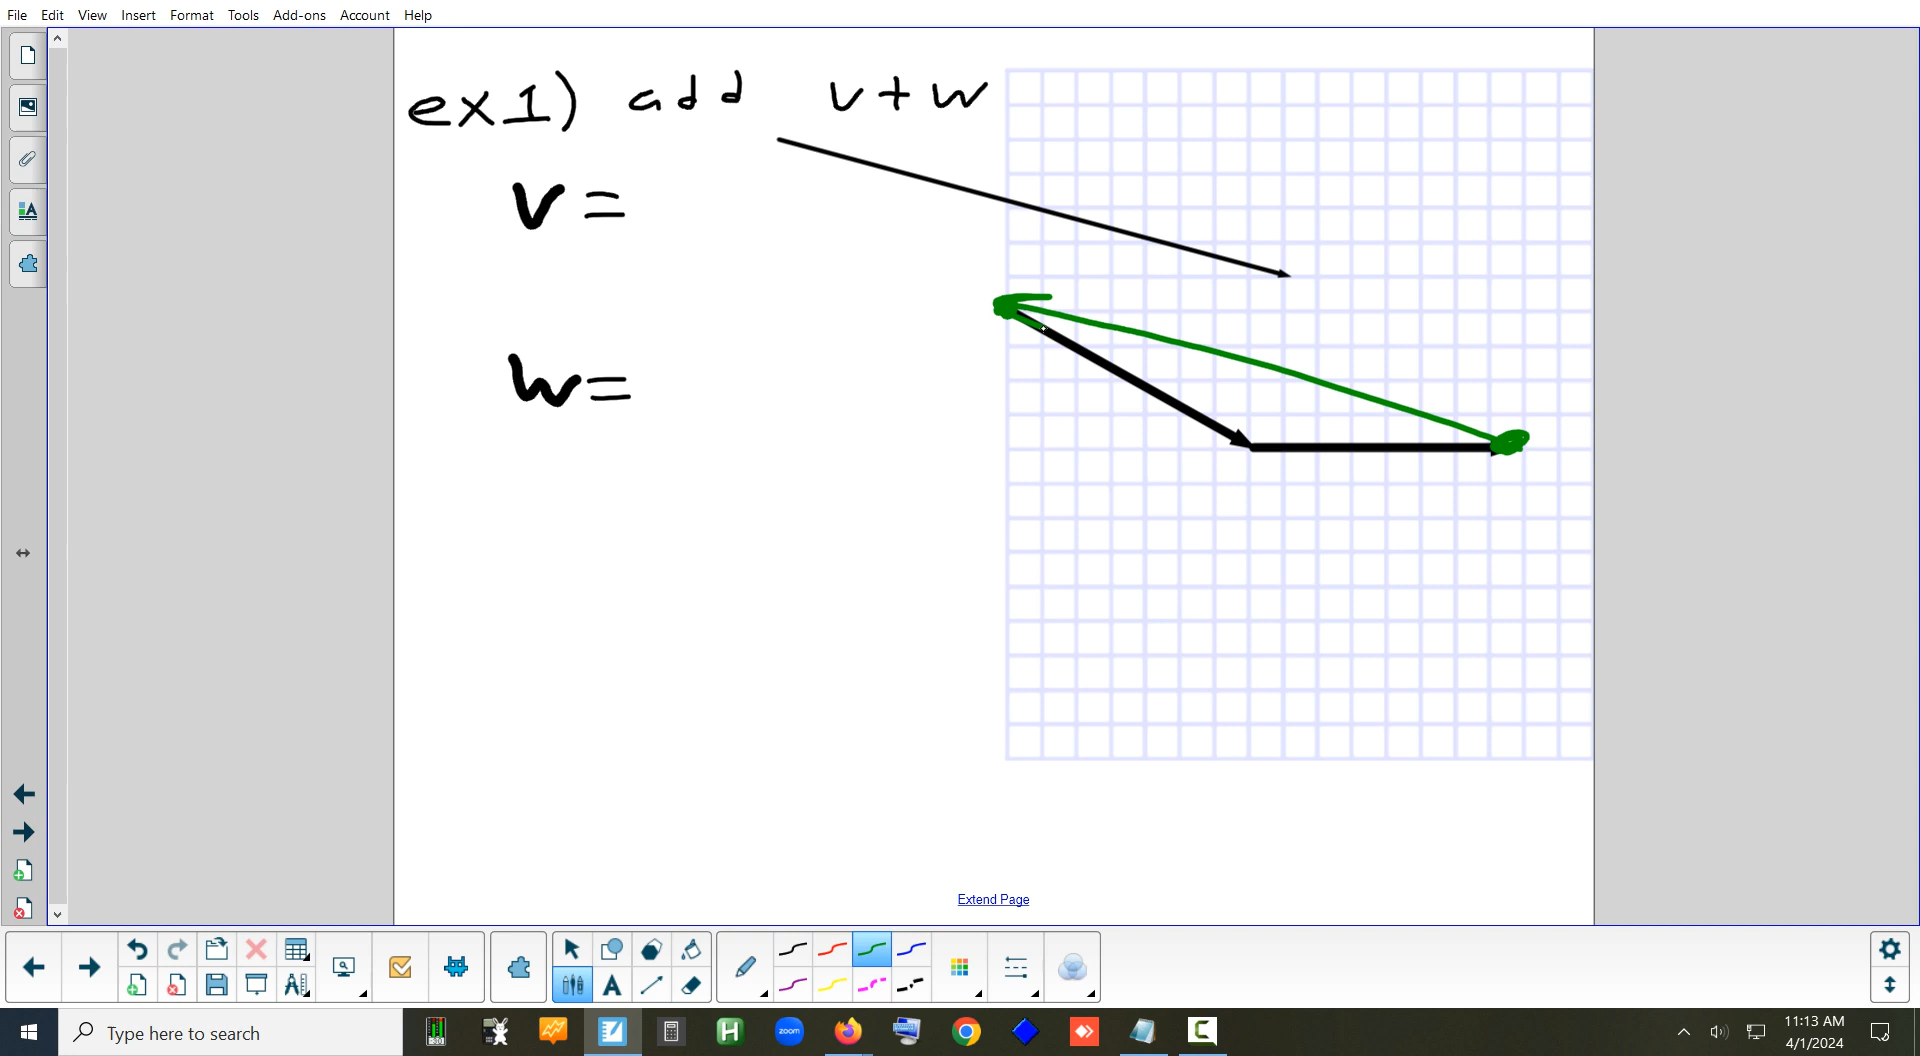 File Edit View Insert Format Tools Add-ons Account Help
ex1) add v+w
v=
w=
Extend Page
A
Type here to search
H
zoom
C
11:13 AM
4/1/2024